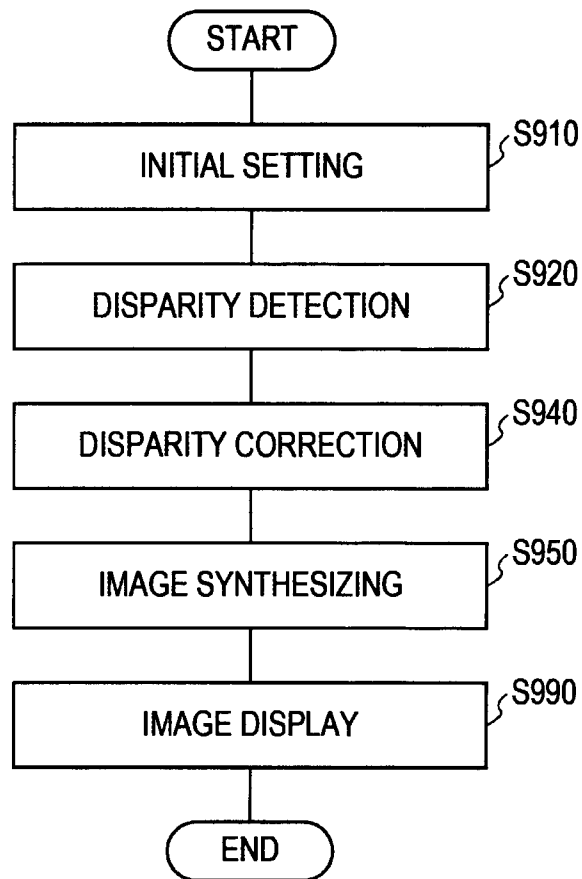 START
S910
INITIAL SETTING
S920
DISPARITY DETECTION
S940
DISPARITY CORRECTION
S950
IMAGE SYNTHESIZING
S990
IMAGE DISPLAY
END